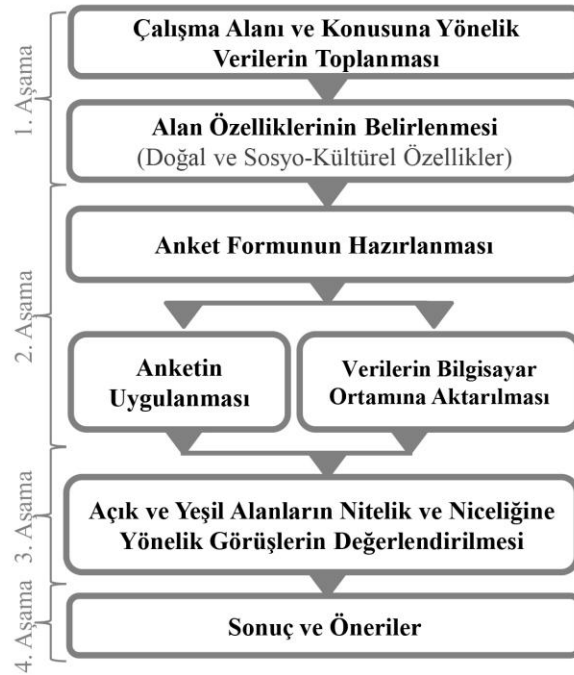 1. Aşama
Çalışma Alanı ve Konusuna Yönelik
Verilerin Toplanması
Alan Özelliklerinin Belirlenmesi
(Doğal ve Sosyo-Kültürel Özellikler)
2. Aşama
Anket Formunun Hazırlanması
Anketin
Uygulanması
Verilerin Bilgisayar
Ortamına Aktarılması
3. Aşama
Açık ve Yeşil Alanların Nitelik ve Niceliğine
Yönelik Görüşlerin Değerlendirilmesi
4. Aşama
Sonuç ve Öneriler